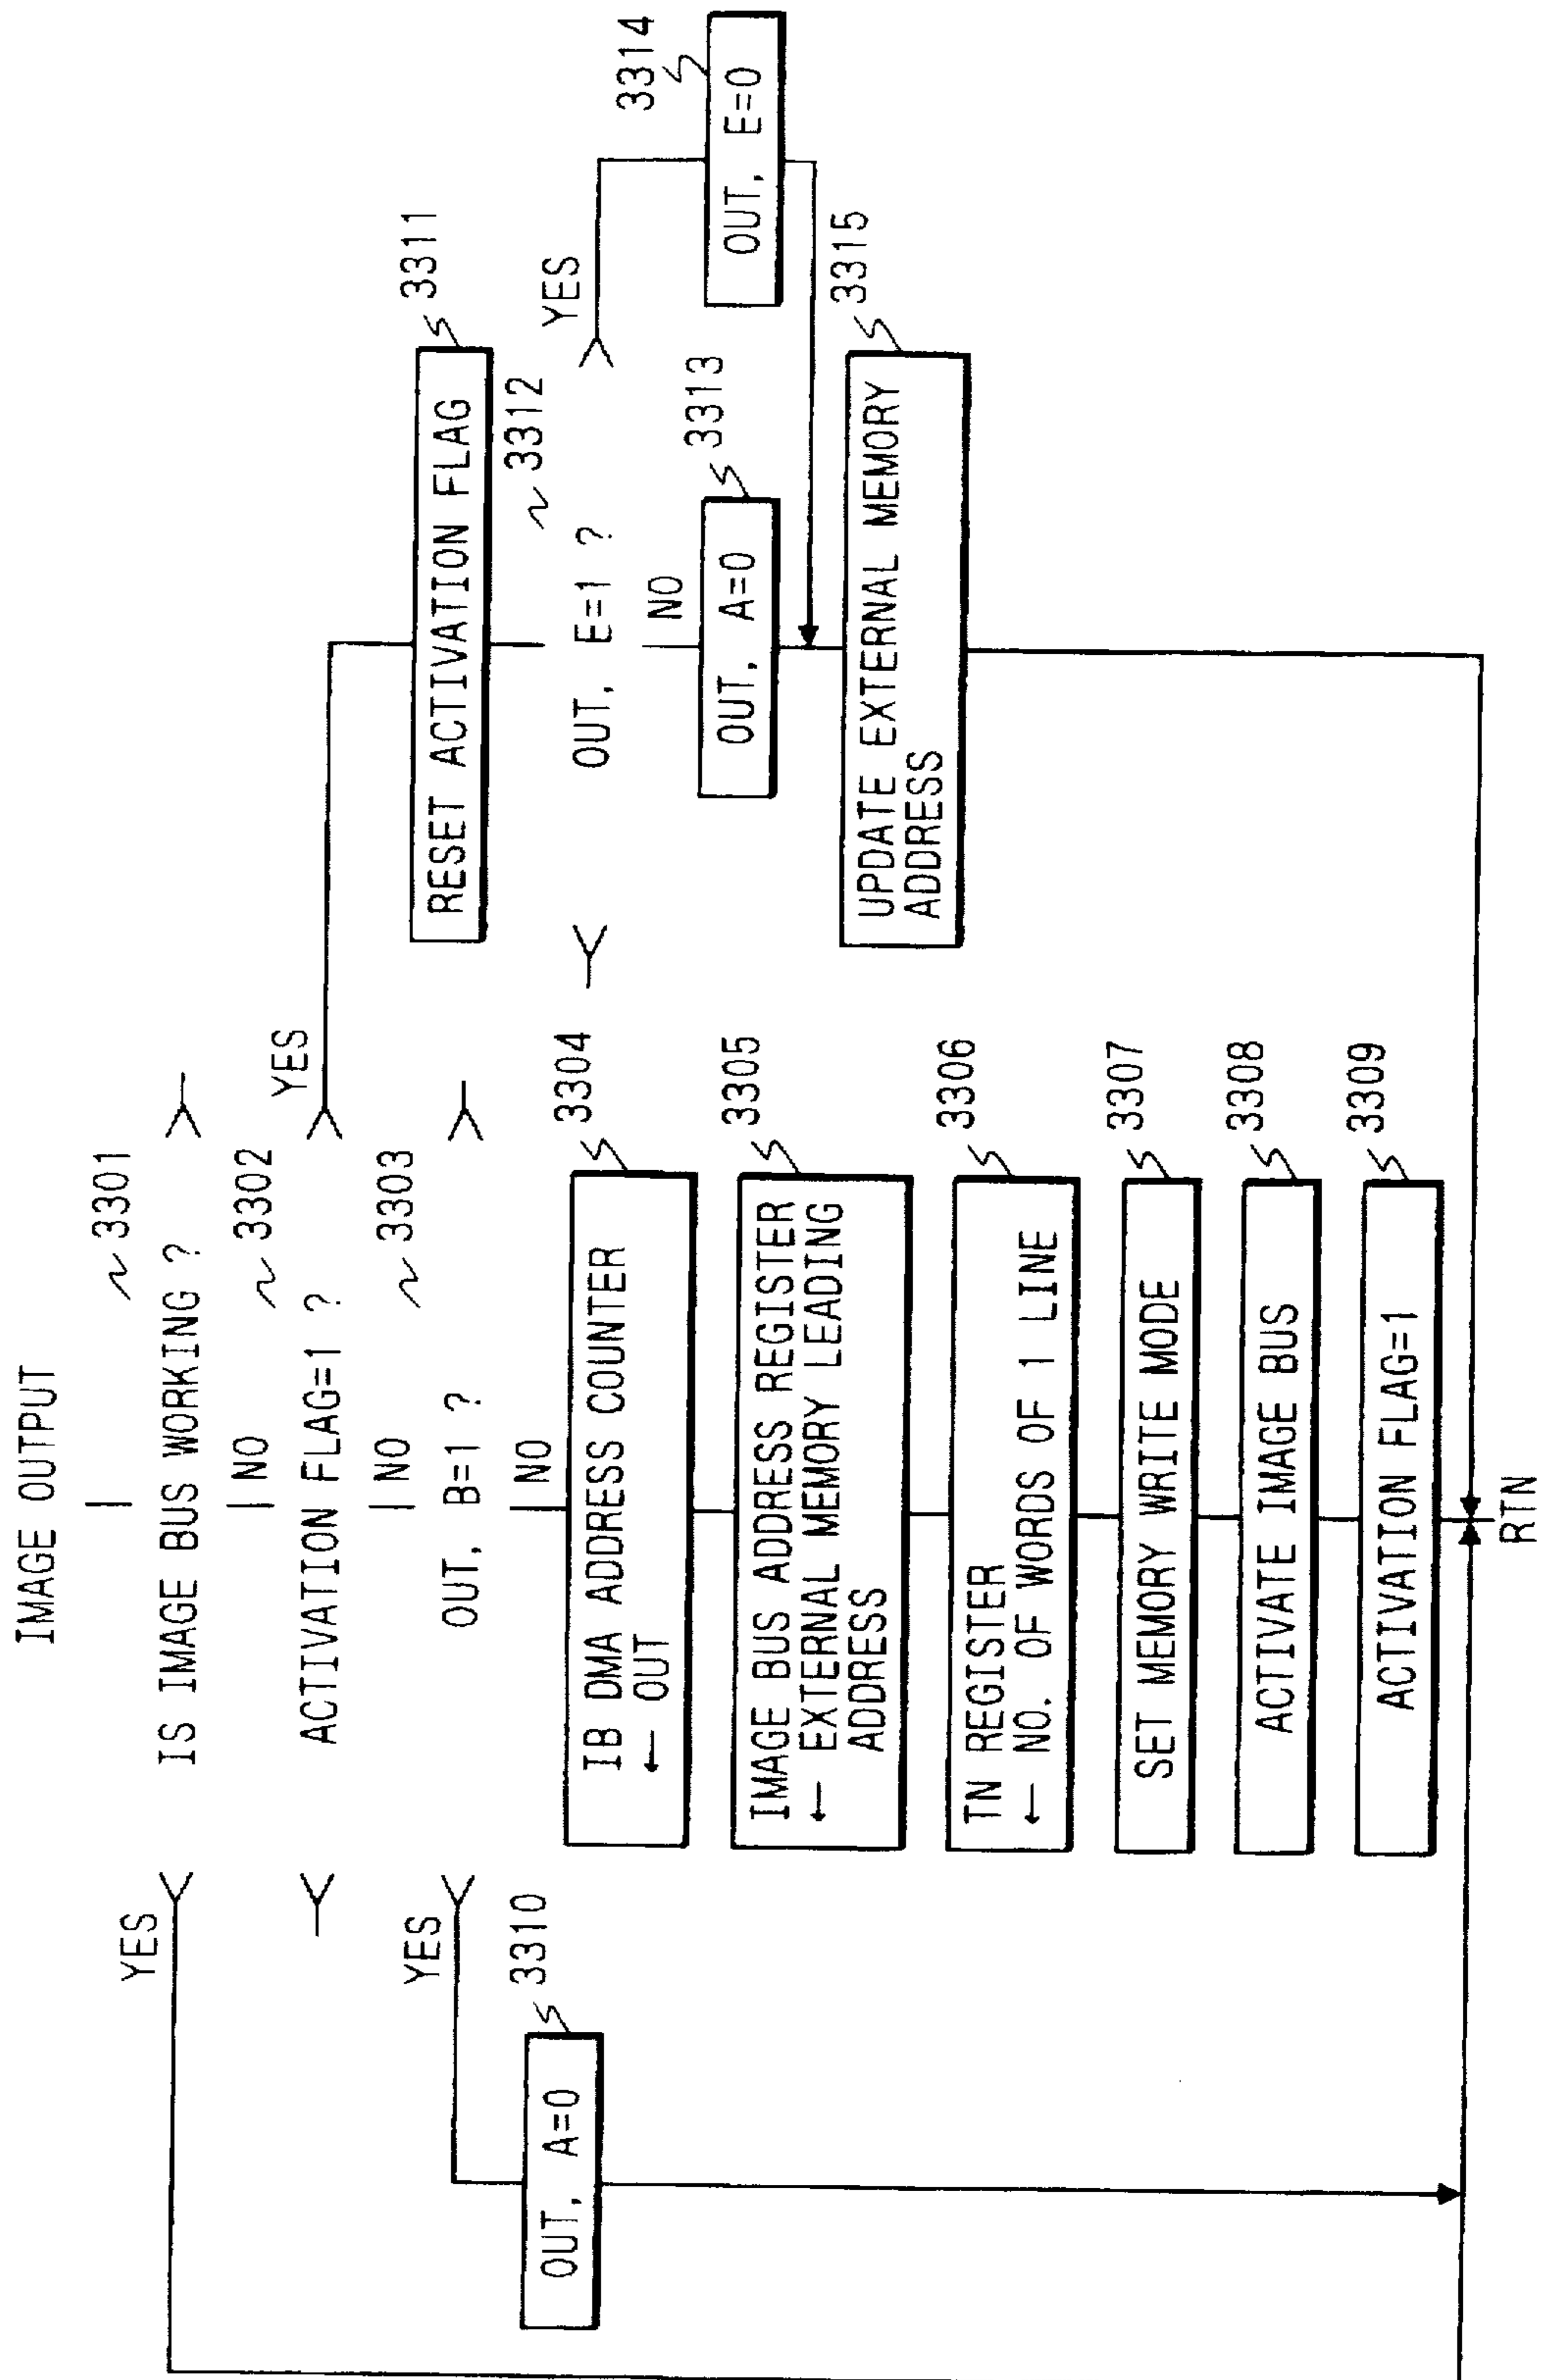 IMAGE OUTPUT
3301
YES
IS IMAGE BUS WORKING ?
NO
3302
ACTIVATION FLAG=1 ?
YES
NO
3303
YES
OUT, B=1 ?
NO
3310
OUT, A=0
3304
IB DMA ADDRESS COUNTER
← OUT
3305
IMAGE BUS ADDRESS REGISTER
← EXTERNAL MEMORY LEADING
ADDRESS
3306
TN REGISTER
← NO. OF WORDS OF 1 LINE
3307
SET MEMORY WRITE MODE
3308
ACTIVATE IMAGE BUS
3309
ACTIVATION FLAG=1
RTN
3311
RESET ACTIVATION FLAG
3312
OUT, E=1 ?
YES
NO
3313
OUT, A=0
3314
OUT, E=0
3315
UPDATE EXTERNAL MEMORY
ADDRESS